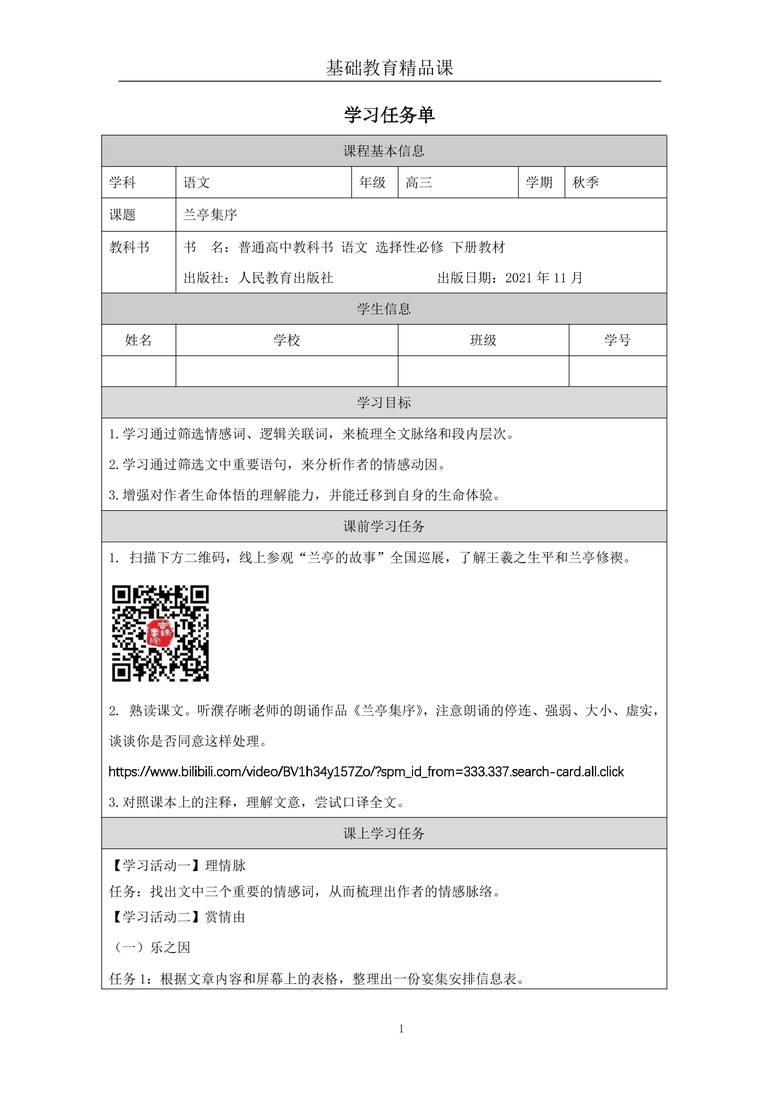 基础教育精品课
学习任务单
课程基本信息
学科 语文 年级 高三 学期 秋季
课题 兰亭集序
教科书 书 名：普通高中教科书 语文 选择性必修 下册教材
出版社：人民教育出版社 出版日期：2021 年 11 月
学生信息
姓名 学校 班级 学号
学习目标
1.学习通过筛选情感词、逻辑关联词，来梳理全文脉络和段内层次。
2.学习通过筛选文中重要语句，来分析作者的情感动因。
3.增强对作者生命体悟的理解能力，并能迁移到自身的生命体验。
课前学习任务
1. 扫描下方二维码，线上参观“兰亭的故事”全国巡展，了解王羲之生平和兰亭修禊。
2. 熟读课文。听濮存晰老师的朗诵作品《兰亭集序》，注意朗诵的停连、强弱、大小、虚实，
谈谈你是否同意这样处理。
https://www.bilibili.com/video/BV1h34y157Zo/?spm_id_from=333.337.search-card.all.click
3.对照课本上的注释，理解文意，尝试口译全文。
课上学习任务
【学习活动一】理情脉
任务：找出文中三个重要的情感词，从而梳理出作者的情感脉络。
【学习活动二】赏情由
（一）乐之因
任务 1：根据文章内容和屏幕上的表格，整理出一份宴集安排信息表。
1